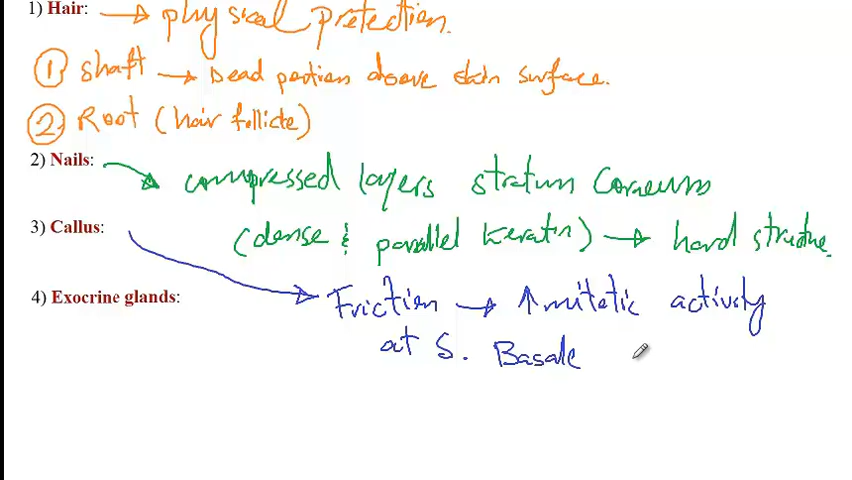 1) Hair: → physical protection.
① Shaft → Dead portion above skin surface.
② Root (hair follicle)
2) Nails: → compressed layers stratum Corneum
(dense & parallel keratin) → hard structure.
3) Callus:
4) Exocrine glands: Friction → ↑ mitotic activity
at S. Basale